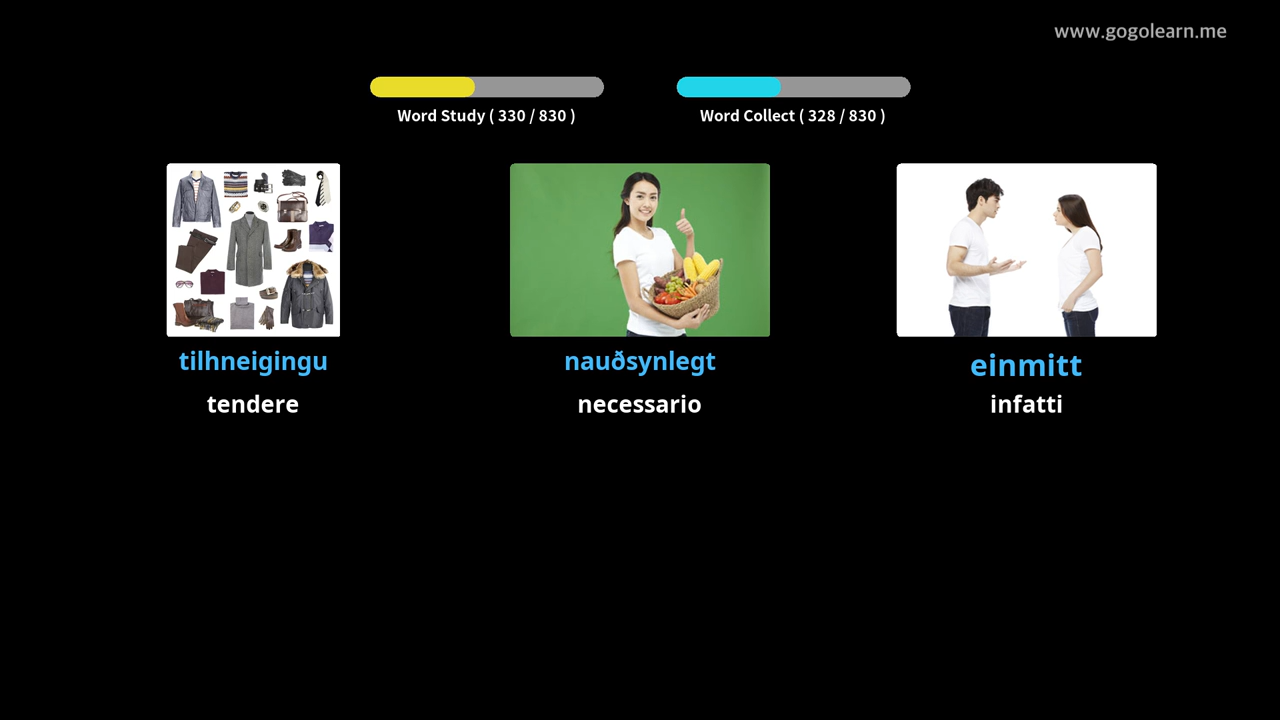 www.gogolearn.me
Word Study ( 330 / 830 )
Word Collect ( 328 / 830 )
tilhneigingu
tendere
nauðsynlegt
necessario
einmitt
infatti